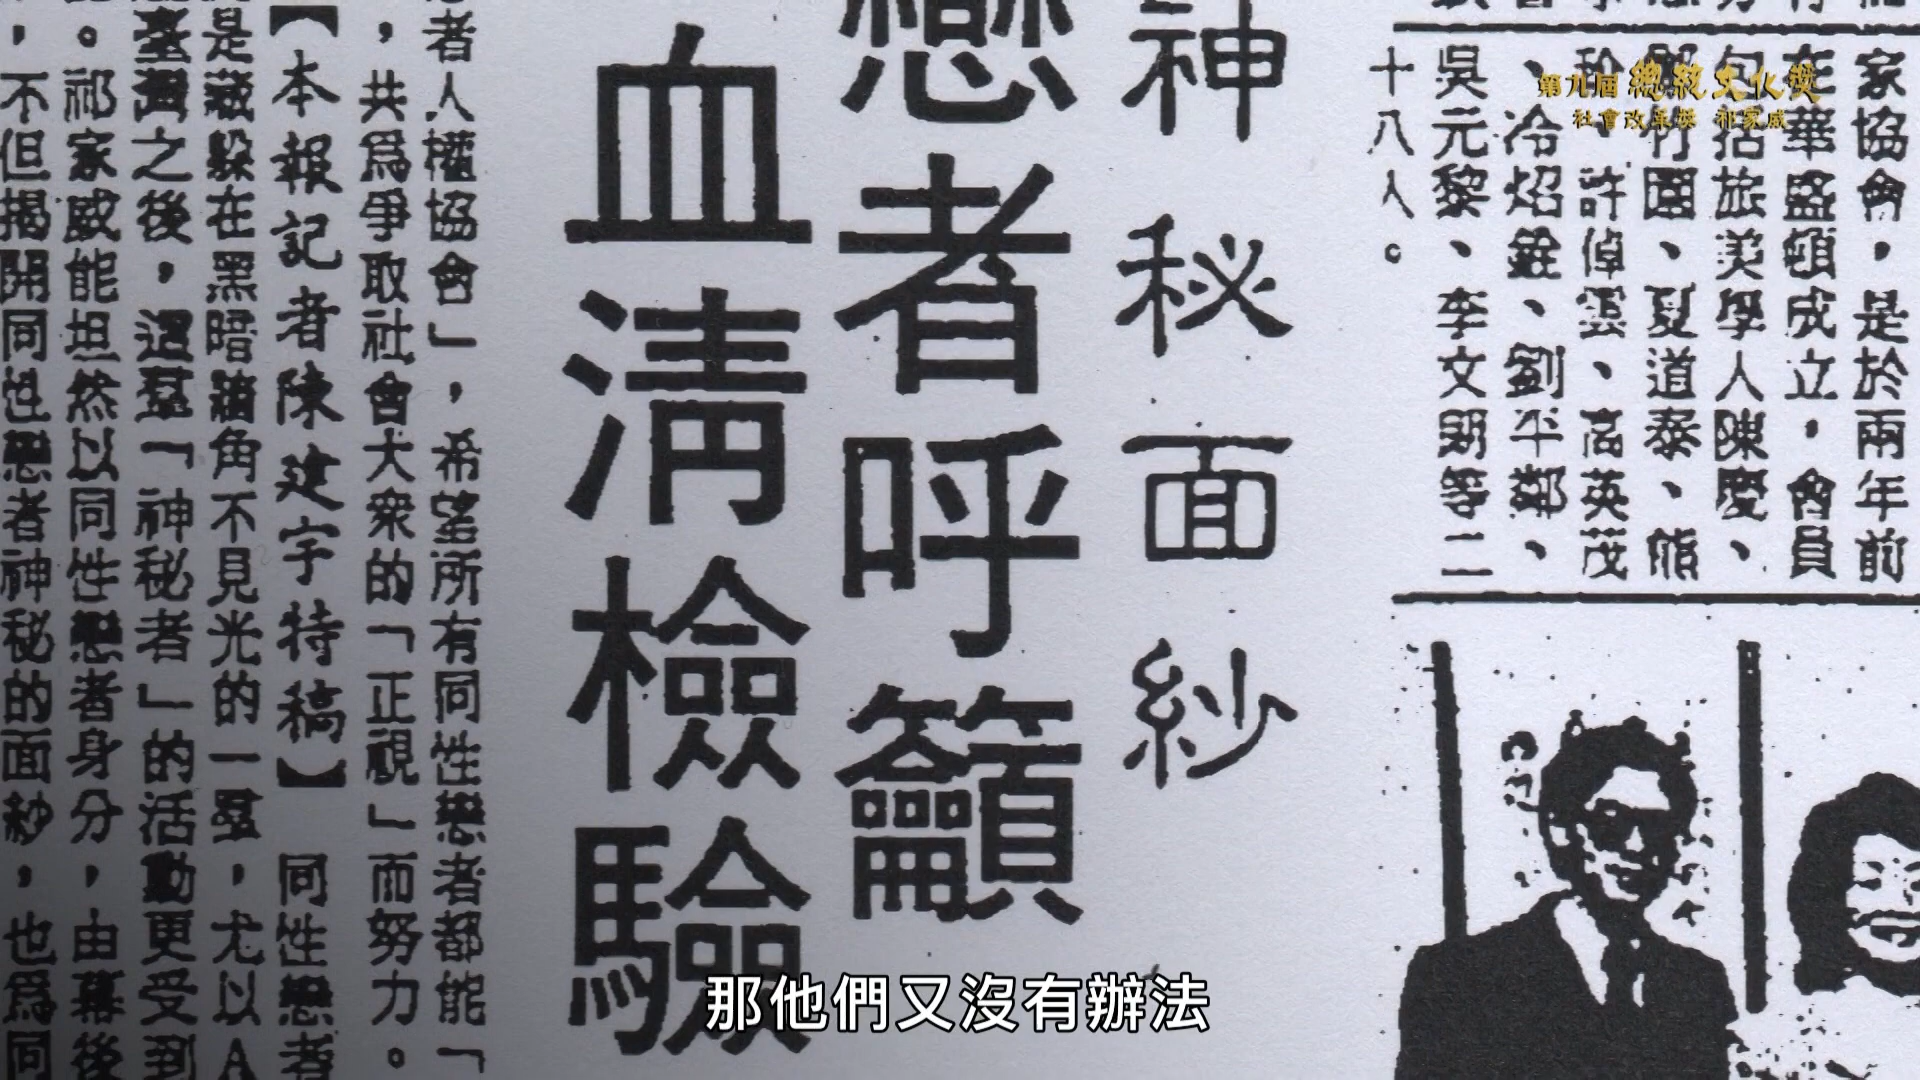 家協會，是於兩年前
在華盛頓成立，會員
包括旅美學人陳慶、
竹園、夏道泰、
、許倬雲、高英茂
、冷炤銓、劉平鄰、
吳元黎、李文朗等二
十八人。
第九屆 總統文化獎
社會改革獎 祁家威
神秘面紗
戀者呼籲
血清檢驗
者人權協會」，希望所有同性戀者都能「
，共爲爭取社會大衆的「正視」而努力。
【本報記者陳建宇特稿】 同性戀者
是藏躲在黑暗牆角不見光的一羣，尤以A
臺灣之後，這羣「神秘者」的活動更受到
。祁家威能坦然以同性戀者身分，由幕後
，不但揭開同性戀者神秘的面紗，也爲同
那他們又沒有辦法